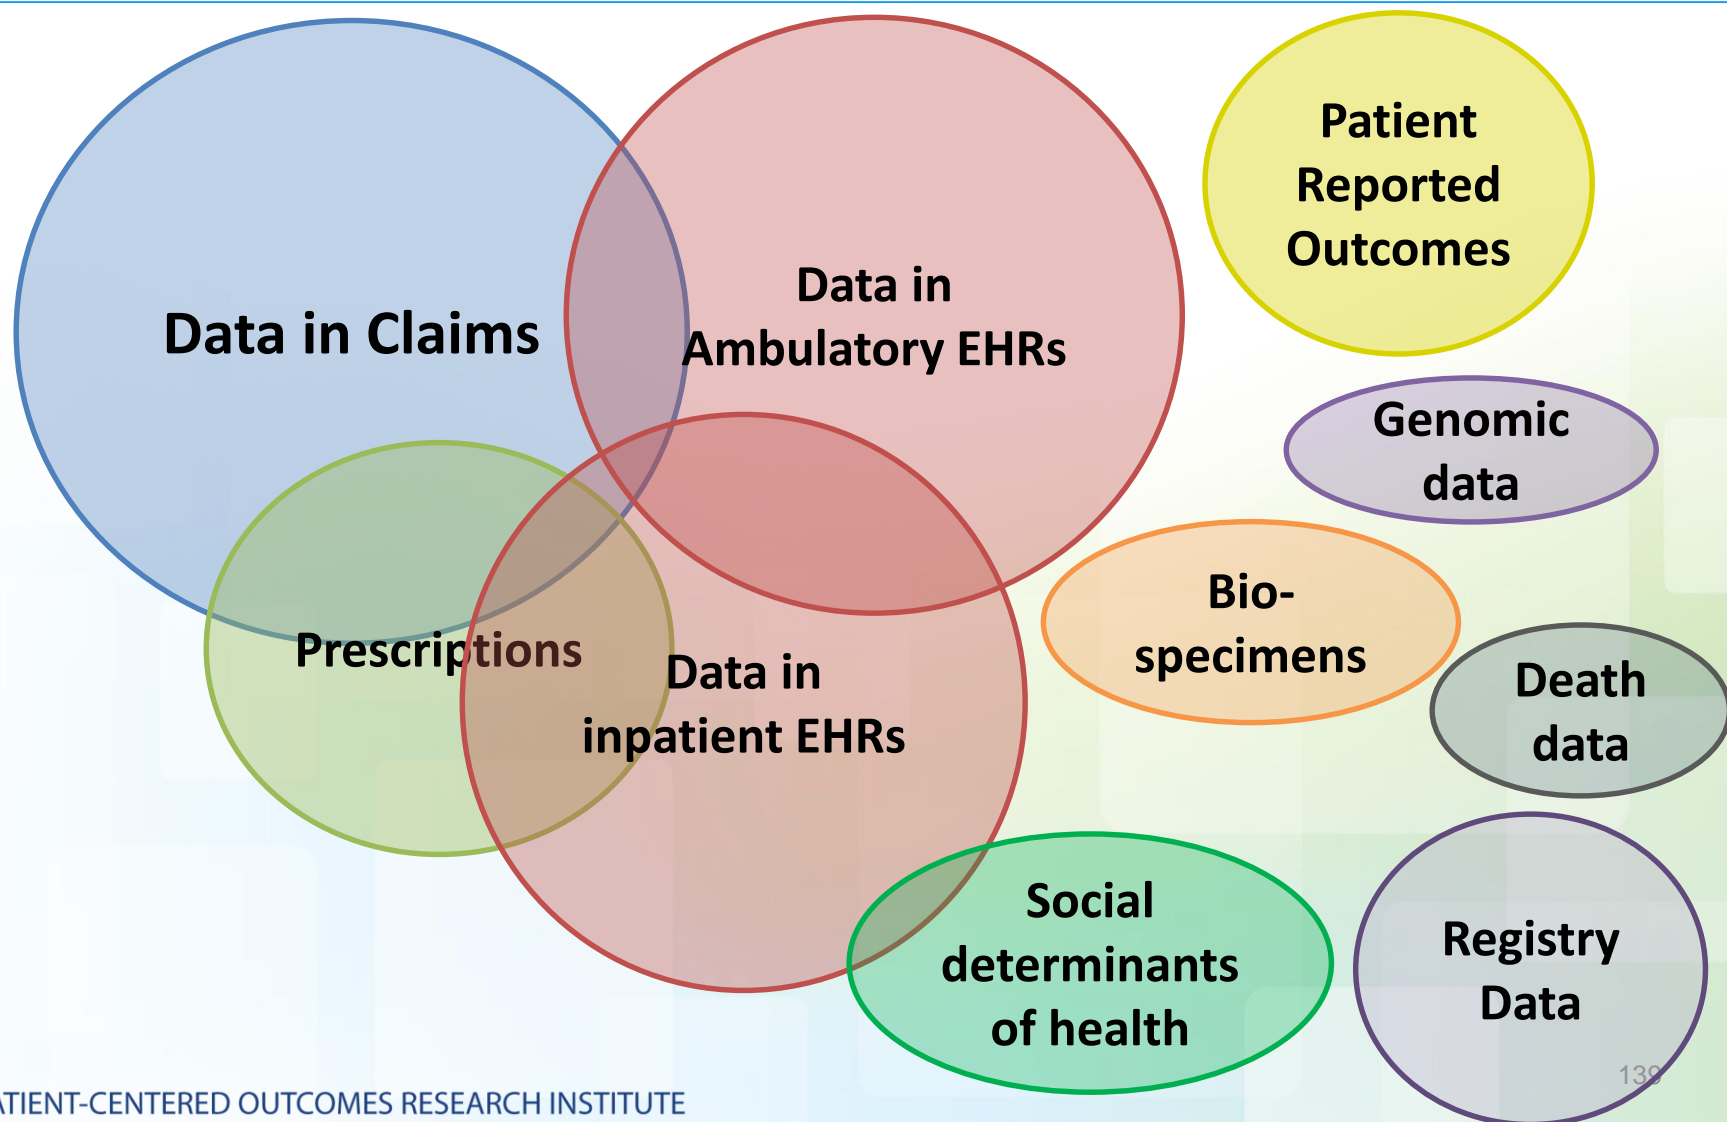 Data in Claims
Data in
Ambulatory EHRs
Patient
Reported
Outcomes
Genomic
data
Bio-
specimens
Death
data
Prescriptions
Data in
inpatient EHRs
Social
determinants
of health
Registry
Data
139
ATIENT-CENTERED OUTCOMES RESEARCH INSTITUTE